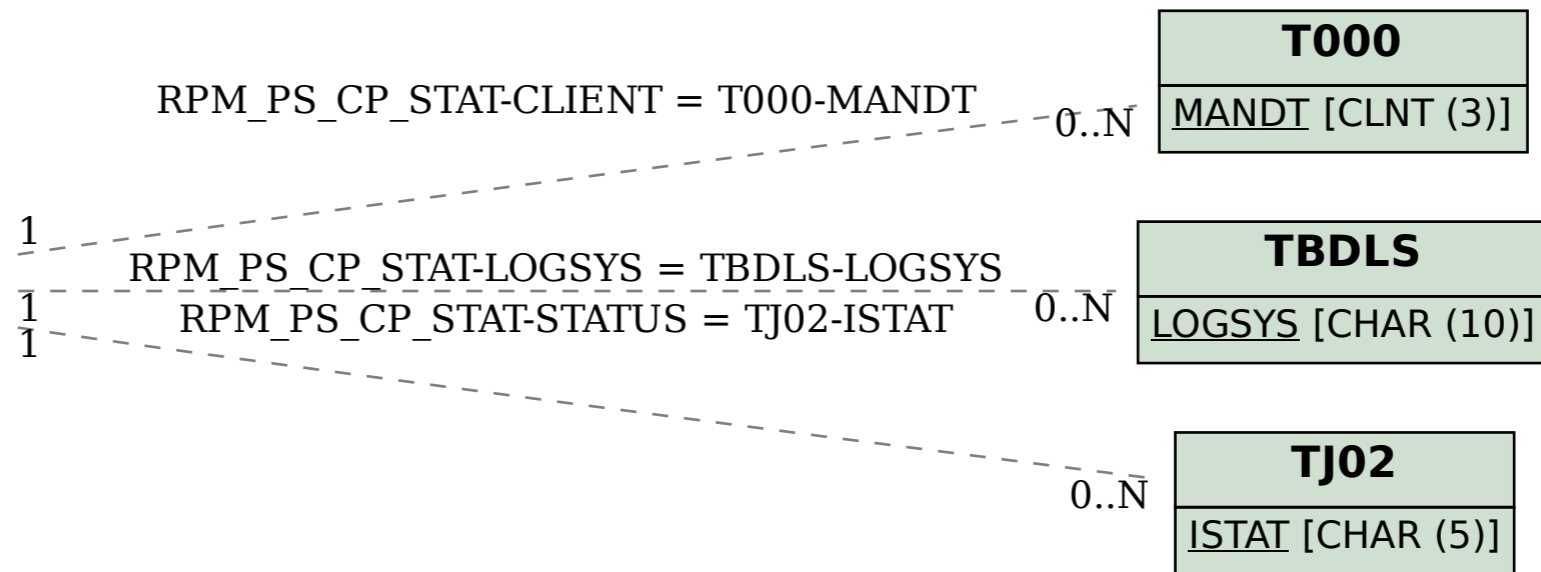 T000
RPM_PS_CP_STAT-CLIENT = T000-MANDT
0..N
MANDT [CLNT (3)]
1
TBDLS
RPM_PS_CP_STAT-LOGSYS = TBDLS-LOGSYS
1
0..N
RPM_PS_CP_STAT-STATUS = TJ02-ISTAT
LOGSYS [CHAR (10)]
1
TJ02
0..N
ISTAT [CHAR (5)]